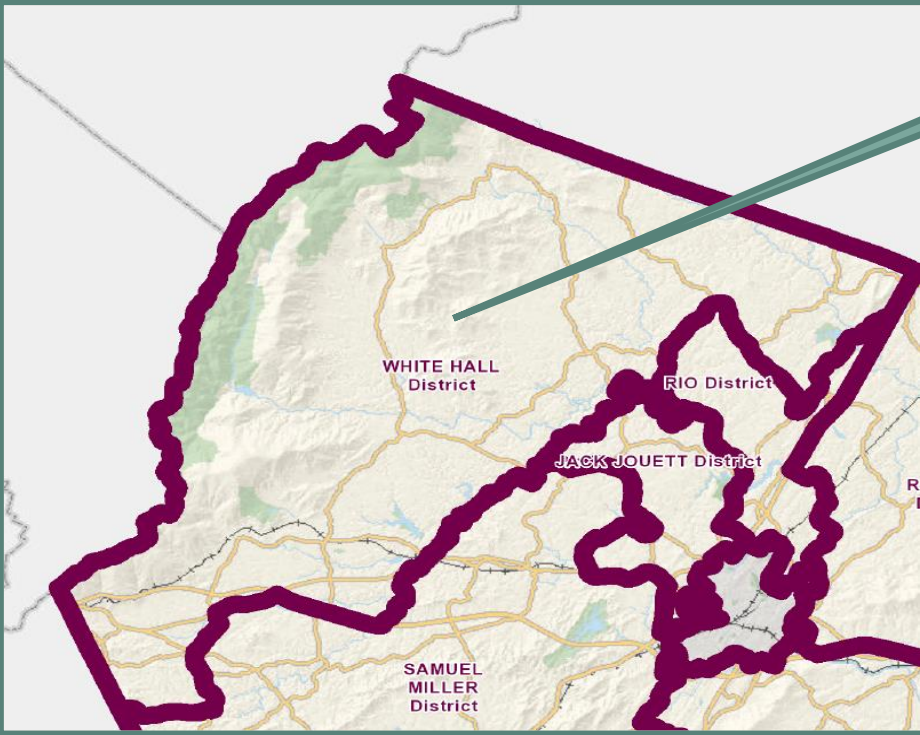 WHITE HALL
District
RIO District
JACK JOUETT District
R
SAMUEL
MILLER
District